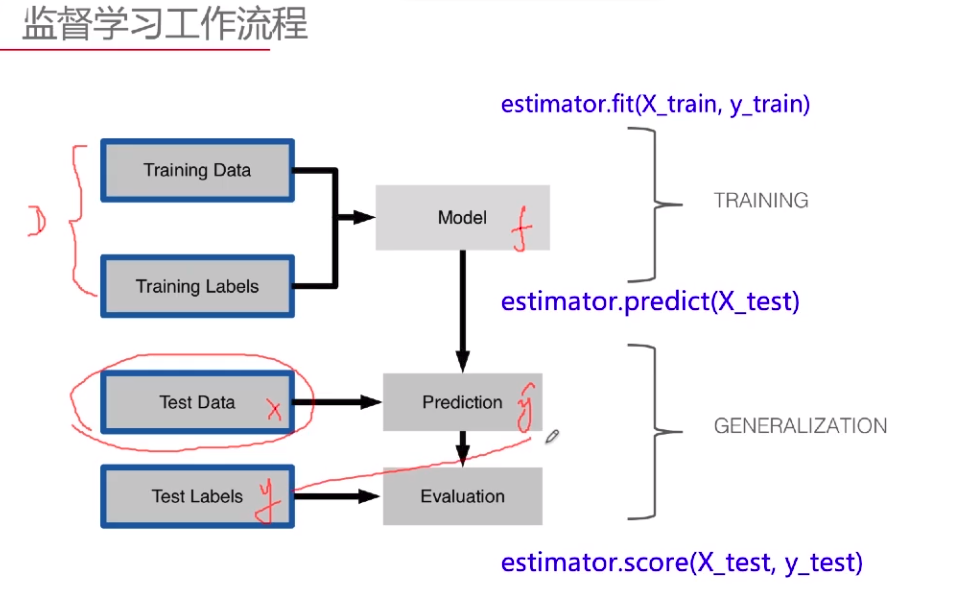 监督学习工作流程
estimator.fit(X_train, y_train)
Training Data
D
Model f
TRAINING
Training Labels
estimator.predict(X_test)
Test Data X
Prediction ŷ
GENERALIZATION
Test Labels y
Evaluation
estimator.score(X_test, y_test)